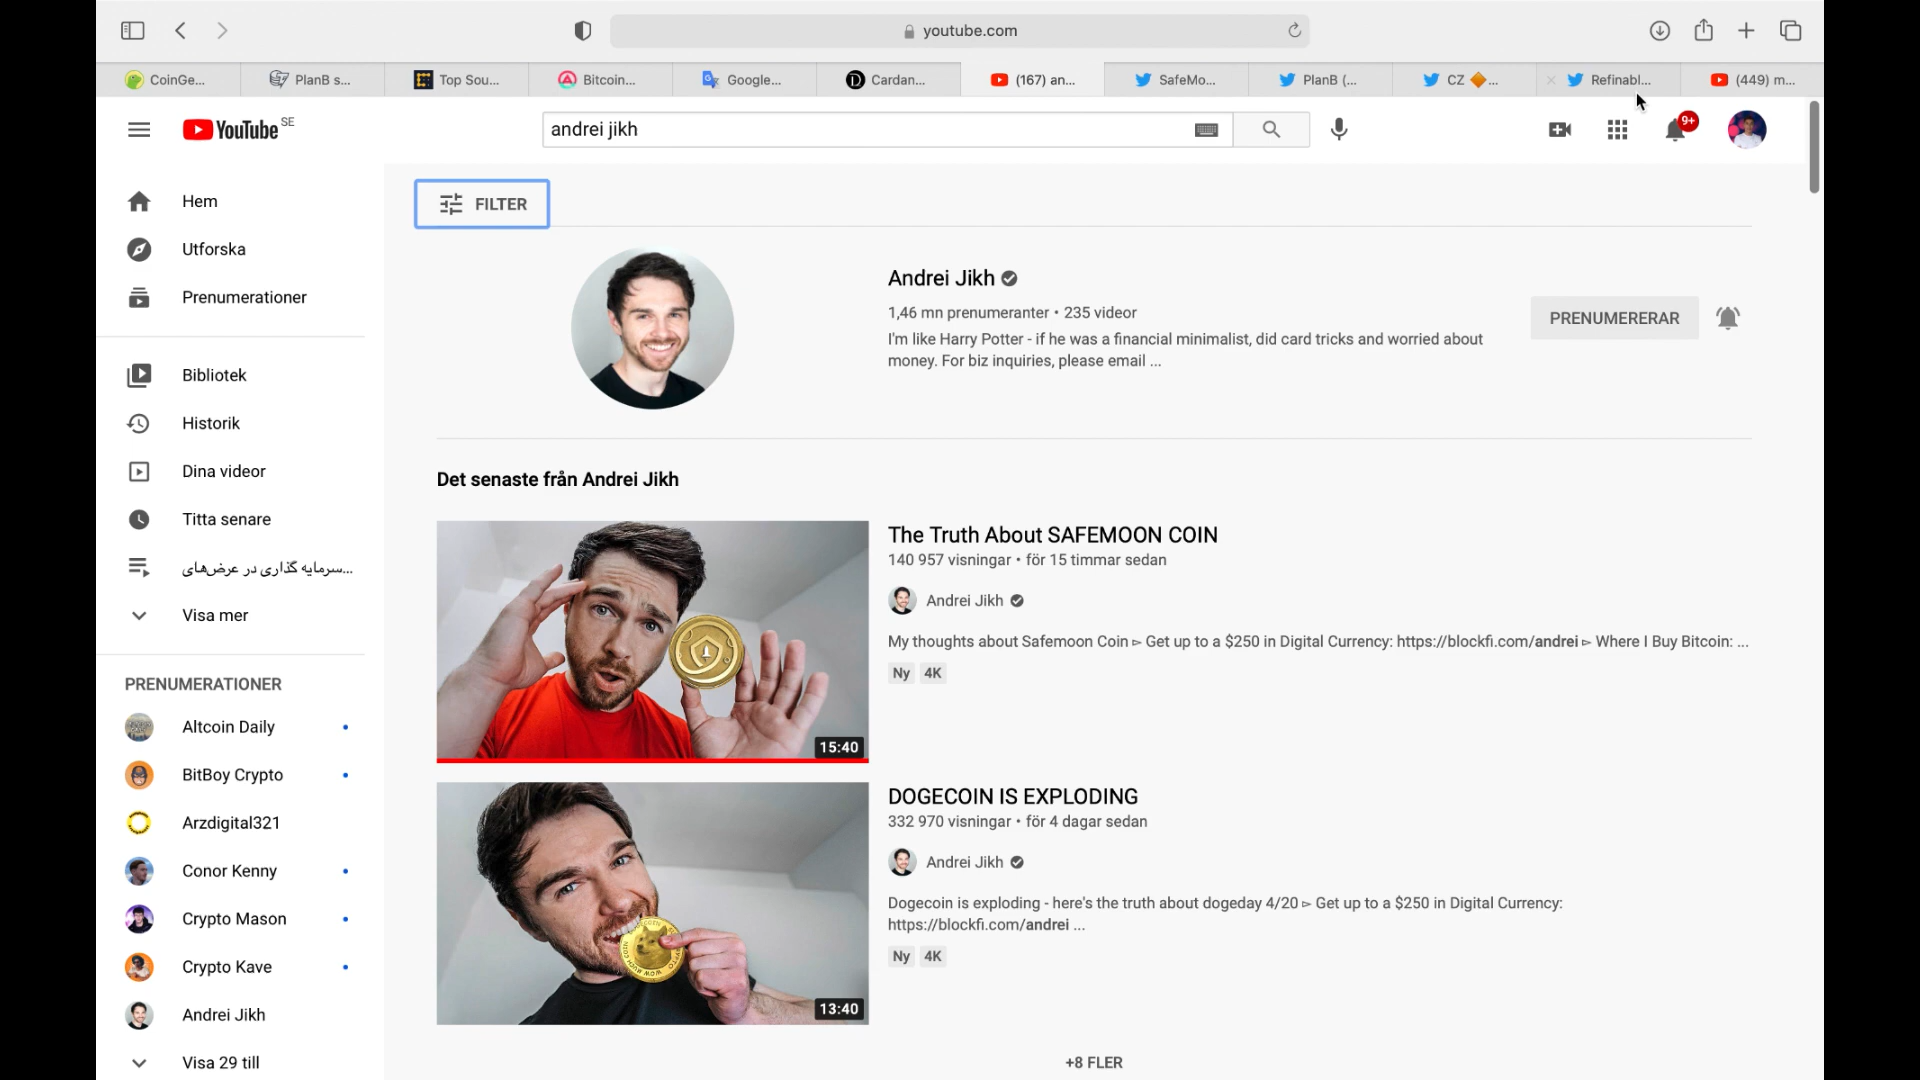 youtube.com
CoinGe...
PlanB s...
Top Sou...
Bitcoin...
Google...
Cardan...
(167) an...
SafeMo...
PlanB (...
CZ 🔶...
Refinabl...
(449) m...
YouTube SE
andrei jikh
9+
Hem
Utforska
Prenumerationer
Bibliotek
Historik
Dina videor
Titta senare
سرمایه گذاری در عرض‌های...
Visa mer
PRENUMERATIONER
Altcoin Daily
BitBoy Crypto
Arzdigital321
Conor Kenny
Crypto Mason
Crypto Kave
Andrei Jikh
Visa 29 till
FILTER
Andrei Jikh
1,46 mn prenumeranter • 235 videor
I'm like Harry Potter - if he was a financial minimalist, did card tricks and worried about
money. For biz inquiries, please email ...
PRENUMERERAR
Det senaste från Andrei Jikh
15:40
The Truth About SAFEMOON COIN
140 957 visningar • för 15 timmar sedan
Andrei Jikh
My thoughts about Safemoon Coin ▻ Get up to a $250 in Digital Currency: https://blockfi.com/andrei ▻ Where I Buy Bitcoin: ...
Ny 4K
13:40
DOGECOIN IS EXPLODING
332 970 visningar • för 4 dagar sedan
Andrei Jikh
Dogecoin is exploding - here's the truth about dogeday 4/20 ▻ Get up to a $250 in Digital Currency:
https://blockfi.com/andrei ...
Ny 4K
+8 FLER